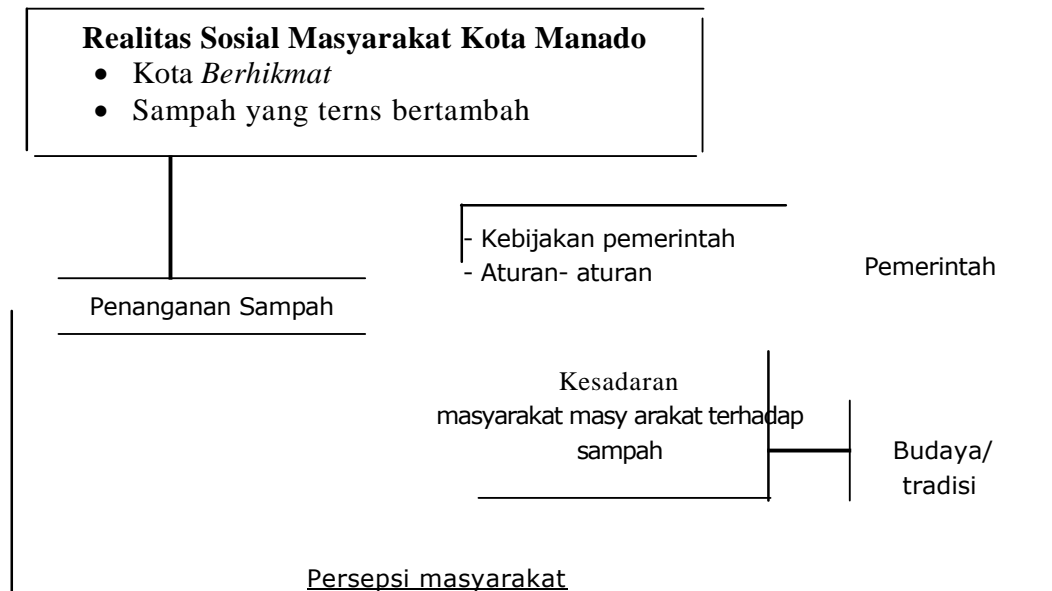 Realitas Sosial Masyarakat Kota Manado
• Kota Berhikmat
• Sampah yang terns bertambah
- Kebijakan pemerintah
- Aturan- aturan
Pemerintah
Penanganan Sampah
Kesadaran
masyarakat masy arakat terhadap
sampah
Budaya/
tradisi
Persepsi masyarakat